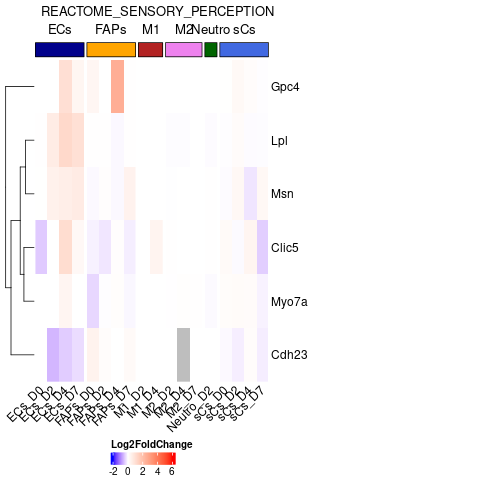 REACTOME_SENSORY_PERCEPTION
ECs FAPs M1 M2 Neutro sCs
Gpc4
Lpl
Msn
Clic5
Myo7a
Cdh23
ECs_D0 ECs_D2 ECs_D4 ECs_D7 FAPs_D0 FAPs_D2 FAPs_D4 FAPs_D7 M1_D2 M1_D4 M2_D2 M2_D4 M2_D7 Neutro_D2 sCs_D0 sCs_D2 sCs_D4 sCs_D7
Log2FoldChange
-2 0 2 4 6